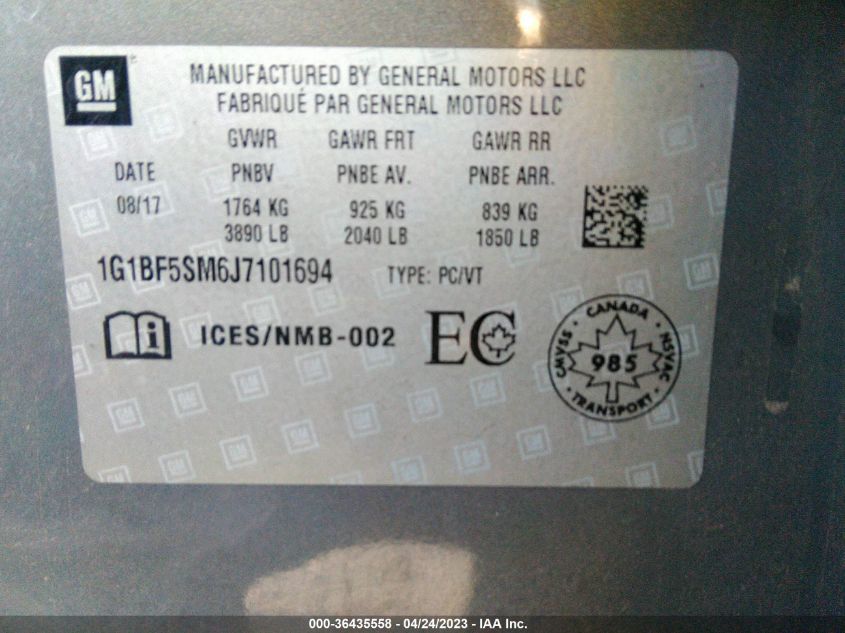 GM
MANUFACTURED BY GENERAL MOTORS LLC
FABRIQUÉ PAR GENERAL MOTORS LLC
GVWR GAWR FRT GAWR RR
DATE PNBV PNBE AV. PNBE ARR.
08/17 1764 KG 925 KG 839 KG
3890 LB 2040 LB 1850 LB
1G1BF5SM6J7101694 TYPE: PC/VT
i ICES/NMB-002 EC
CANADA
CMVSS 985 NSVAC
TRANSPORT
000-36435558 - 04/24/2023 - IAA Inc.